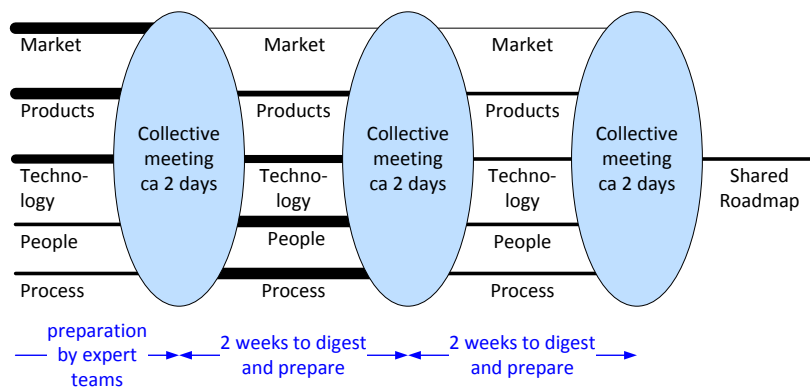 Market
Market
Market
Products
Products
Products
Collective
meeting
ca 2 days
Collective
meeting
ca 2 days
Collective
meeting
ca 2 days
Techno-
logy
Techno-
logy
Techno-
logy
Shared
Roadmap
People
People
People
Process
Process
Process
preparation
by expert
teams
2 weeks to digest
and prepare
2 weeks to digest
and prepare